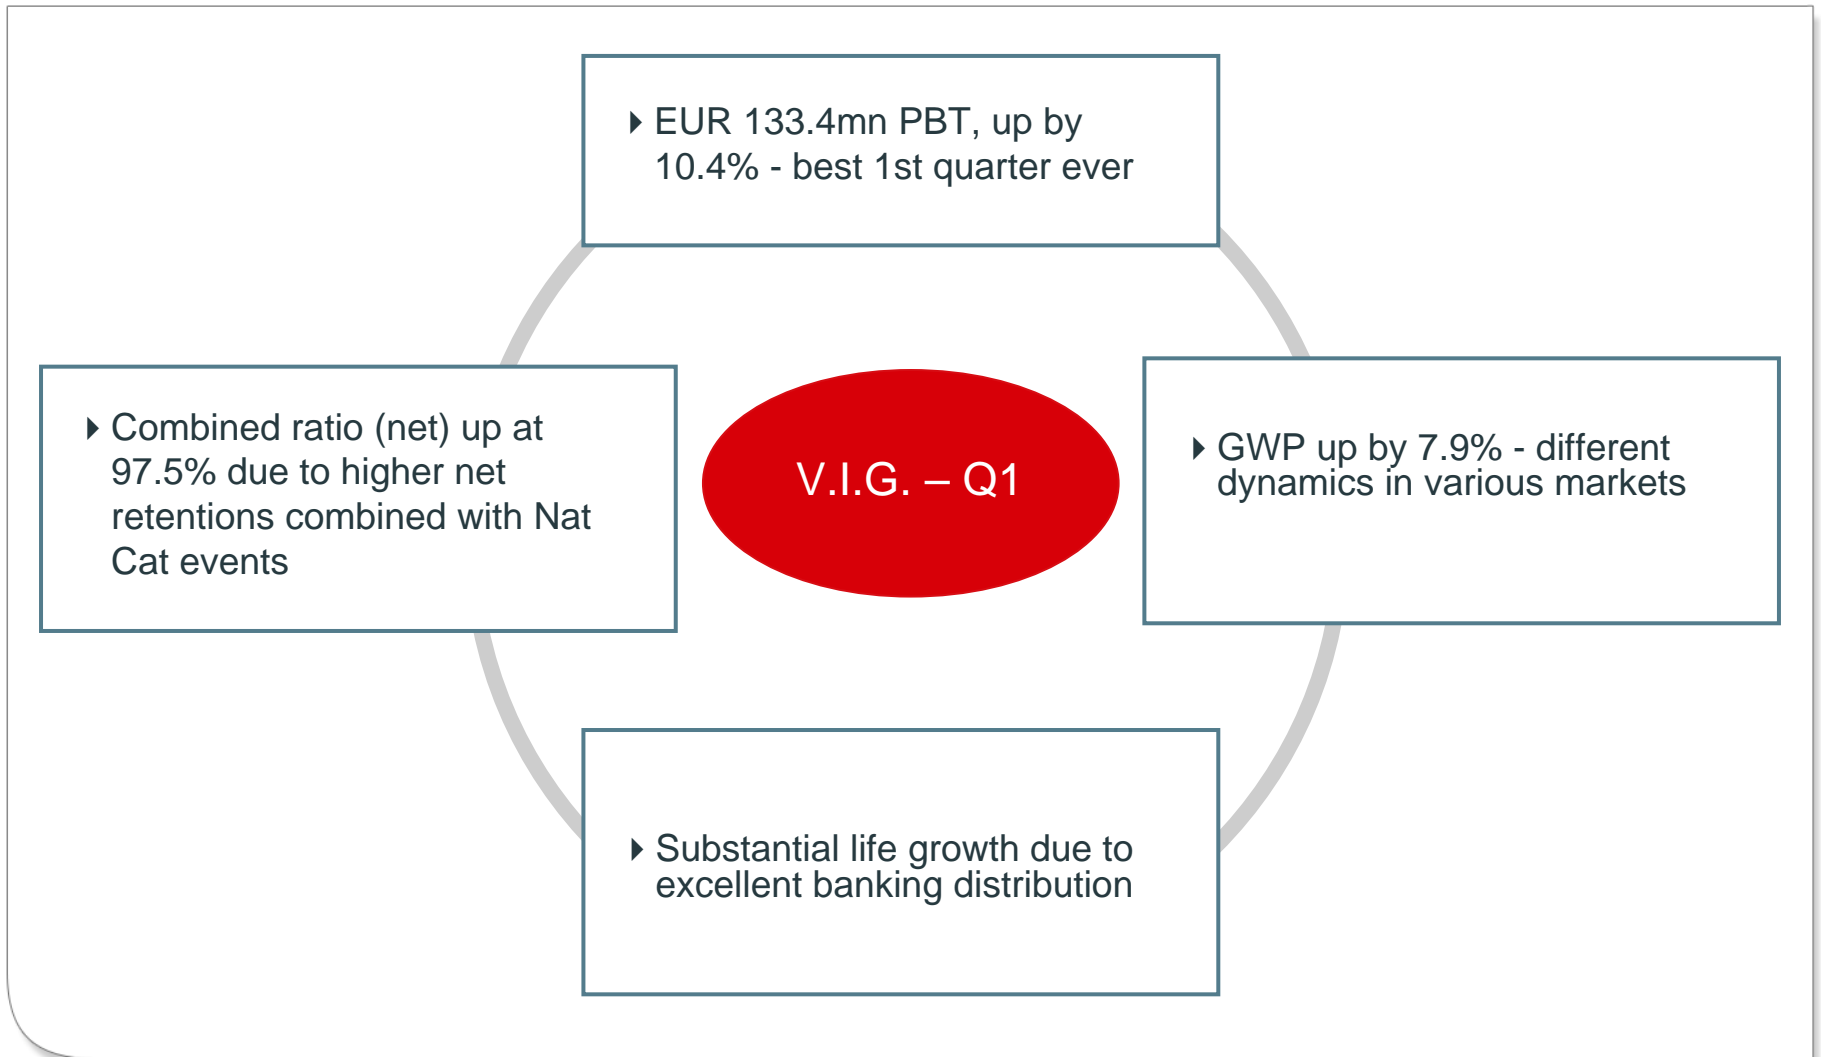 EUR 133.4mn PBT, up by
10.4% - best 1st quarter ever
Combined ratio (net) up at
97.5% due to higher net
retentions combined with Nat
Cat events
V.I.G. – Q1
GWP up by 7.9% - different
dynamics in various markets
Substantial life growth due to
excellent banking distribution